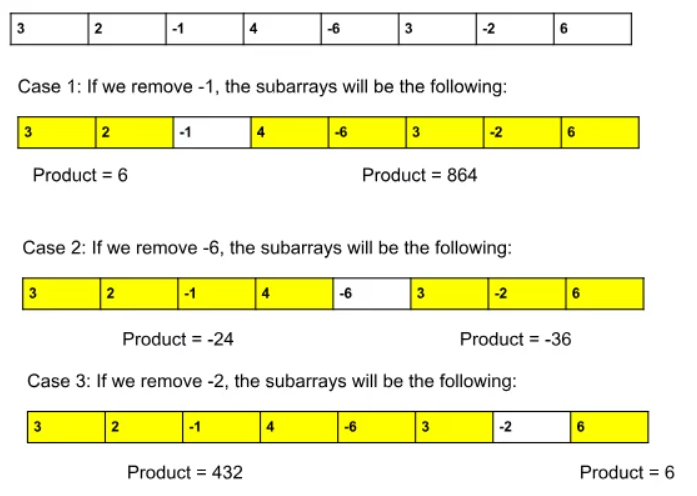 3 2 -1 4 -6 3 -2 6
Case 1: If we remove -1, the subarrays will be the following:
3 2 -1 4 -6 3 -2 6
Product = 6 Product = 864
Case 2: If we remove -6, the subarrays will be the following:
3 2 -1 4 -6 3 -2 6
Product = -24 Product = -36
Case 3: If we remove -2, the subarrays will be the following:
3 2 -1 4 -6 3 -2 6
Product = 432 Product = 6